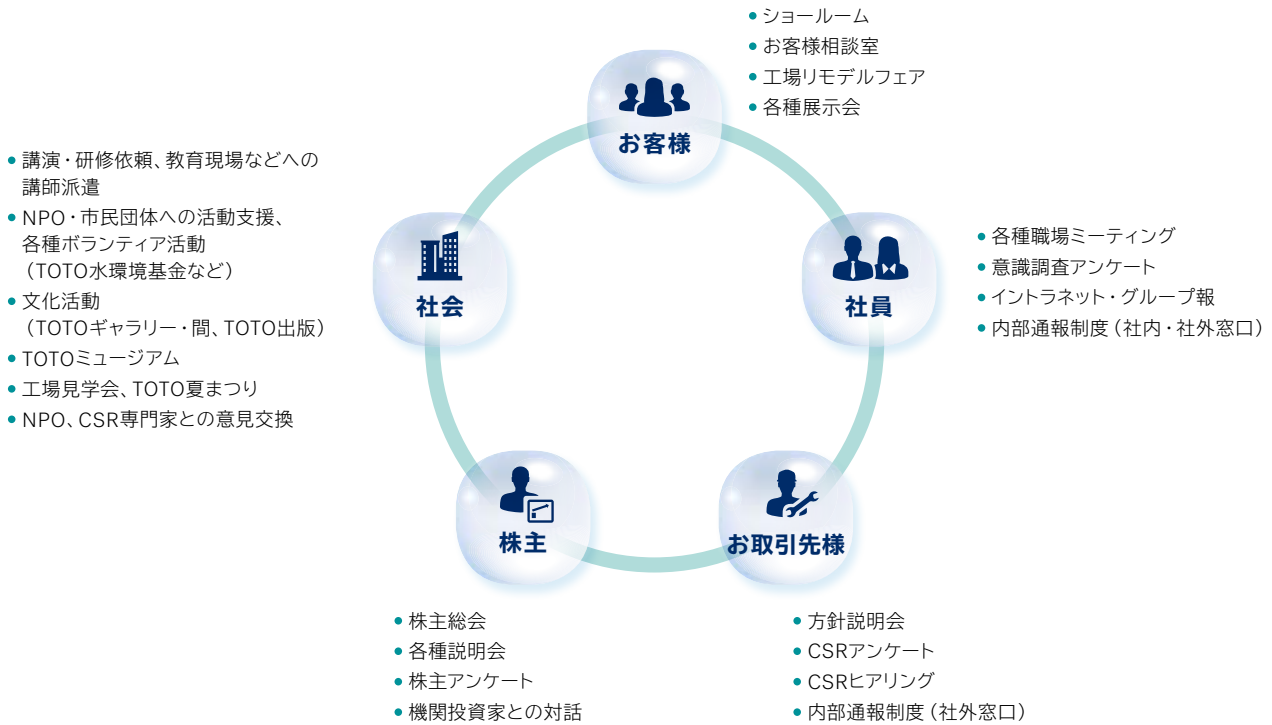 • ショールーム
• お客様相談室
• 工場リモデルフェア
• 各種展示会
お客様
• 講演・研修依頼、教育現場などへの
講師派遣
• NPO・市民団体への活動支援、
各種ボランティア活動
（TOTO水環境基金など）
• 文化活動
（TOTOギャラリー・間、TOTO出版）
• TOTOミュージアム
• 工場見学会、TOTO夏まつり
• NPO、CSR専門家との意見交換
社会
社員
• 各種職場ミーティング
• 意識調査アンケート
• イントラネット・グループ報
• 内部通報制度（社内・社外窓口）
株主
• 株主総会
• 各種説明会
• 株主アンケート
• 機関投資家との対話
お取引先様
• 方針説明会
• CSRアンケート
• CSRヒアリング
• 内部通報制度（社外窓口）